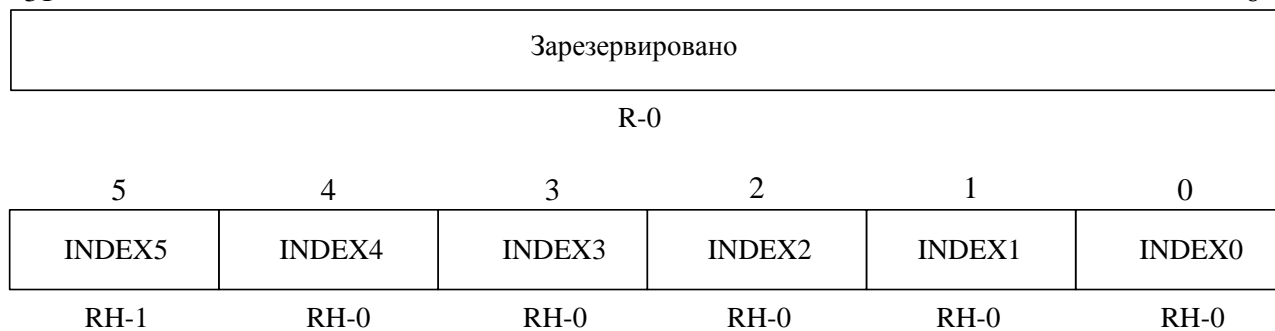 Зарезервировано
R-0
5 4 3 2 1 0
INDEX5 INDEX4 INDEX3 INDEX2 INDEX1 INDEX0
RH-1 RH-0 RH-0 RH-0 RH-0 RH-0